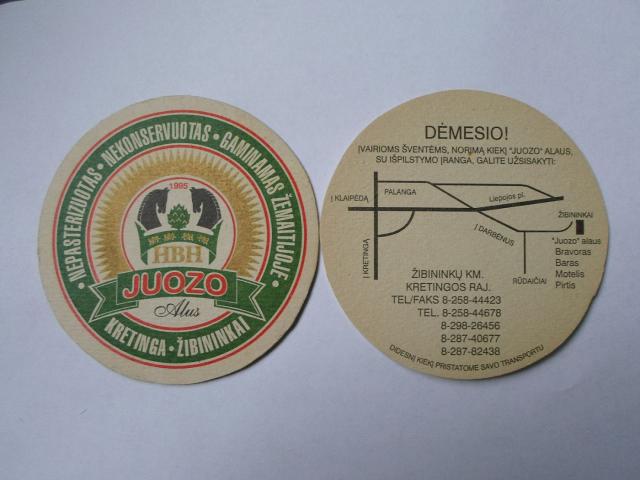 • NEPASTERIZUOTAS • NEKONSERVUOTAS • GAMINAMAS ŽEMAITIJOJE •
1995
HBH
JUOZO
Alus
KRETINGA • ŽIBININKAI
DĖMESIO!
ĮVAIRIOMS ŠVENTĖMS, NORIMĄ KIEKĮ "JUOZO" ALAUS,
SU IŠPILSTYMO ĮRANGA, GALITE UŽSISAKYTI:
Į KLAIPĖDĄ
PALANGA
Liepojos pl.
Į KRETINGĄ
Į DARBĖNUS
ŽIBININKAI
RŪDAIČIAI
"Juozo" alaus
Bravoras
Baras
Motelis
Pirtis
ŽIBININKŲ KM.
KRETINGOS RAJ.
TEL/FAKS 8-258-44423
TEL. 8-258-44678
8-298-26456
8-287-40677
8-287-82438
DIDESNĮ KIEKĮ PRISTATOME SAVO TRANSPORTU